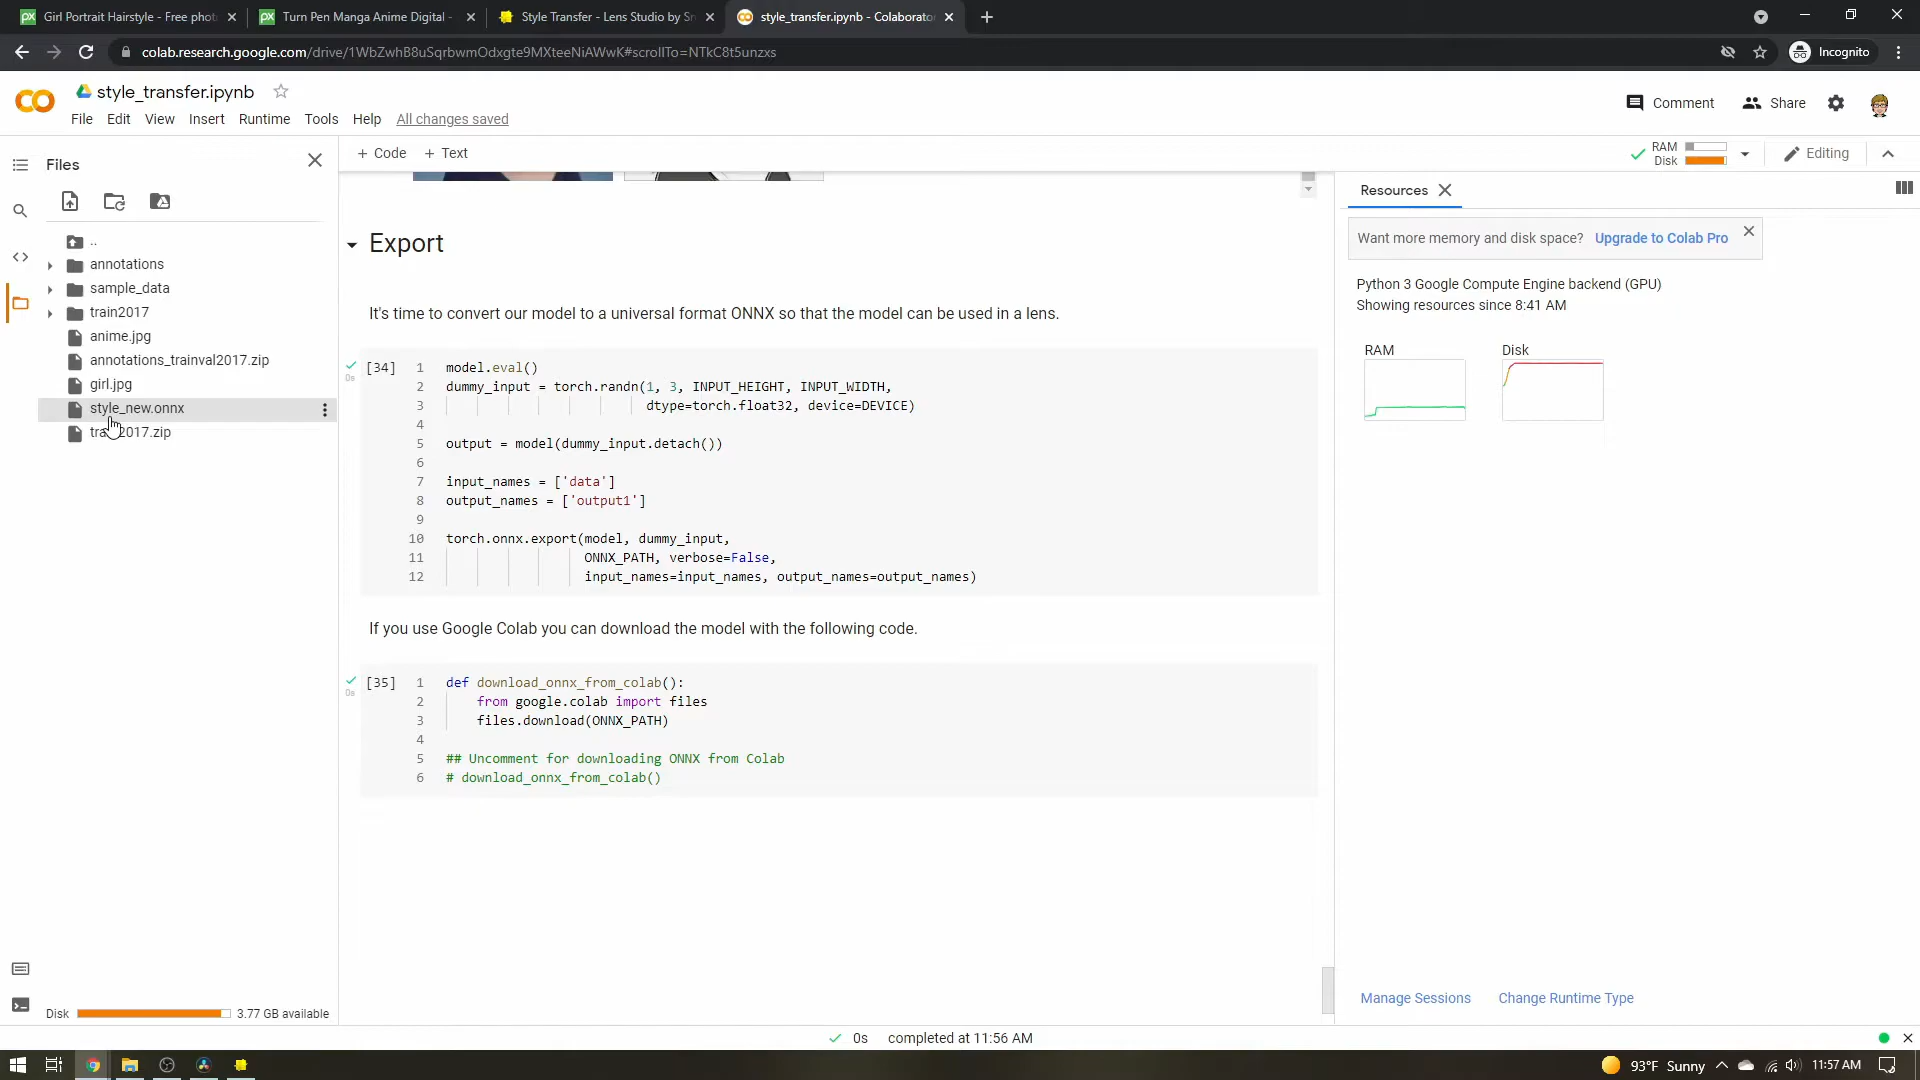 Girl Portrait Hairstyle - Free phot
Turn Pen Manga Anime Digital -
Style Transfer - Lens Studio by Sn
style_transfer.ipynb - Colaborato
colab.research.google.com/drive/1WbZwhB8uSqrbwmOdxgte9MXteeNiAWwK#scrollTo=NTkC8t5unzxs
Incognito
style_transfer.ipynb
Comment
Share
File Edit View Insert Runtime Tools Help All changes saved
Files
+ Code + Text
RAM
Disk
Editing
Resources
Want more memory and disk space? Upgrade to Colab Pro
Python 3 Google Compute Engine backend (GPU)
Showing resources since 8:41 AM
RAM
Disk
..
annotations
sample_data
train2017
anime.jpg
annotations_trainval2017.zip
girl.jpg
style_new.onnx
2017.zip
Export
It's time to convert our model to a universal format ONNX so that the model can be used in a lens.
0s
[34]
1 model.eval()
2 dummy_input = torch.randn(1, 3, INPUT_HEIGHT, INPUT_WIDTH,
3 dtype=torch.float32, device=DEVICE)
4
5 output = model(dummy_input.detach())
6
7 input_names = ['data']
8 output_names = ['output1']
9
10 torch.onnx.export(model, dummy_input,
11 ONNX_PATH, verbose=False,
12 input_names=input_names, output_names=output_names)
If you use Google Colab you can download the model with the following code.
0s
[35]
1 def download_onnx_from_colab():
2 from google.colab import files
3 files.download(ONNX_PATH)
4
5 ## Uncomment for downloading ONNX from Colab
6 # download_onnx_from_colab()
Manage Sessions
Change Runtime Type
Disk
3.77 GB available
0s completed at 11:56 AM
93°F Sunny
11:57 AM